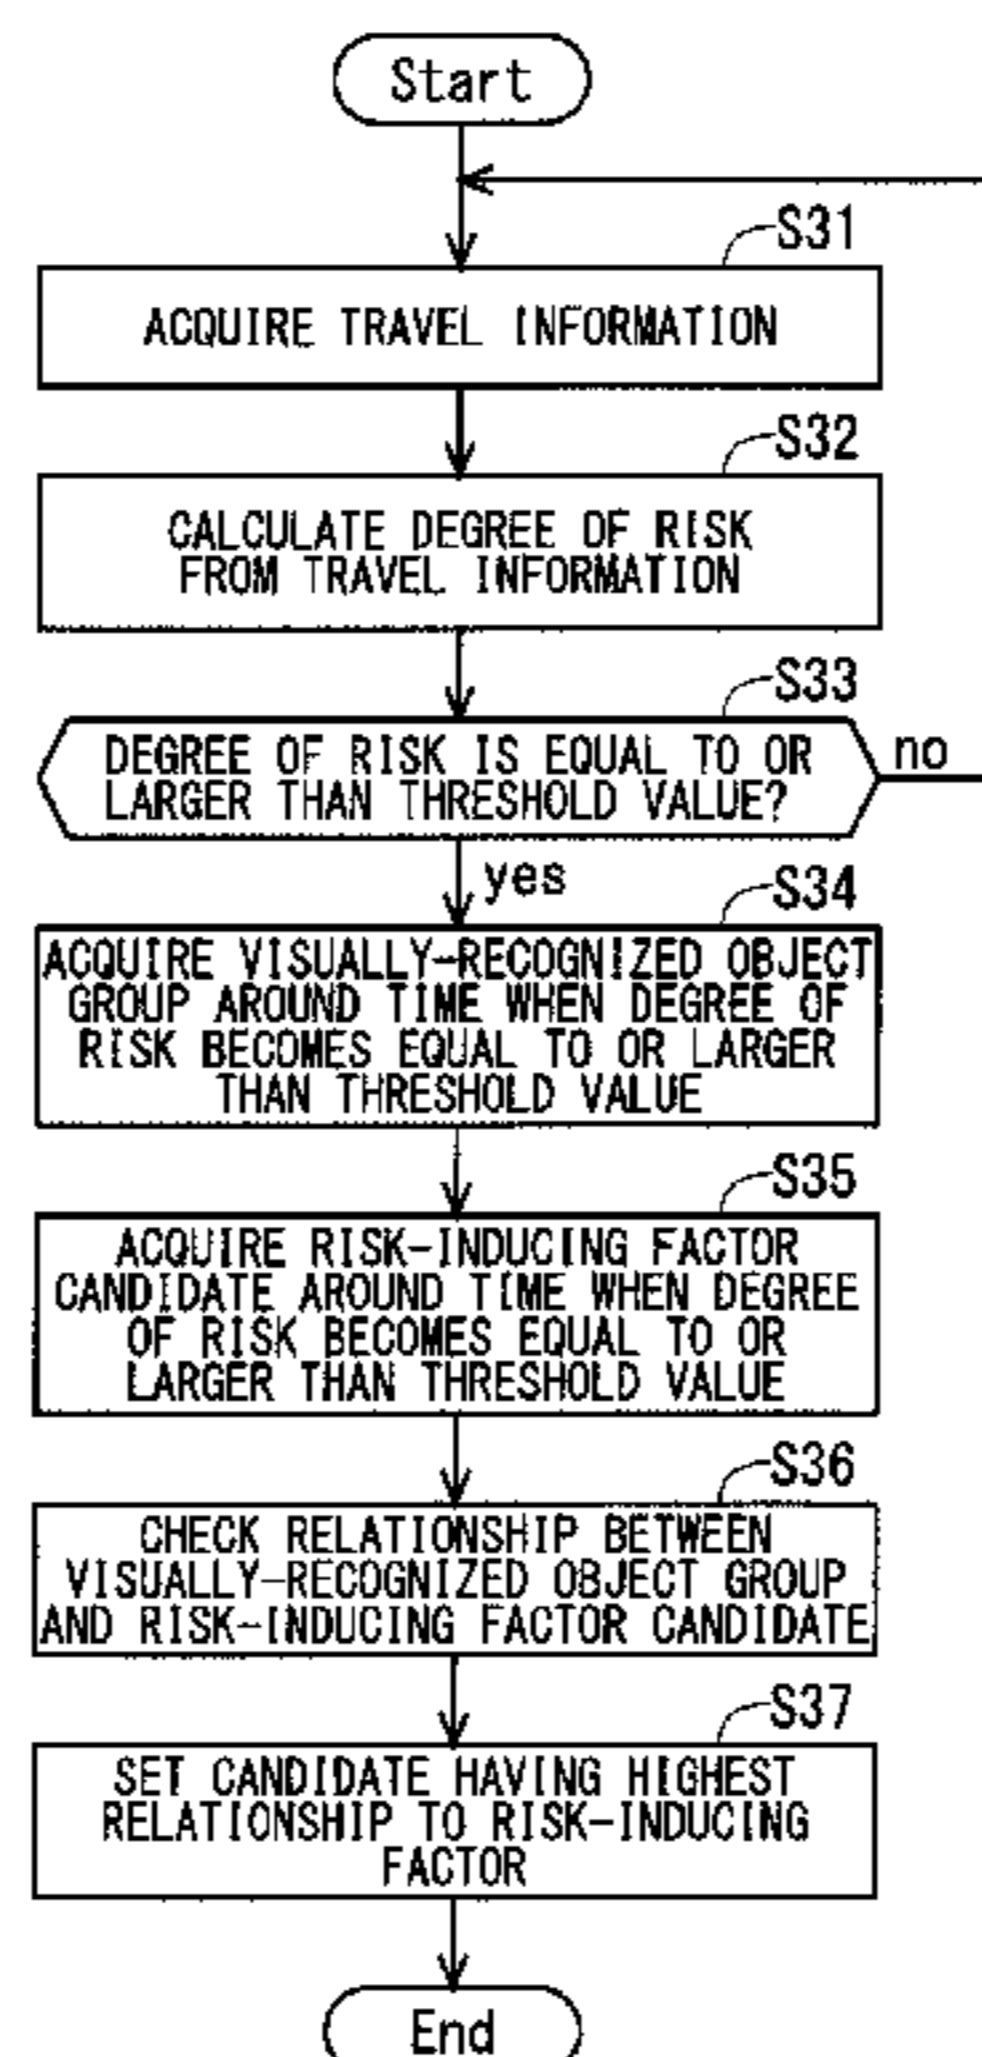 Start
S31
ACQUIRE TRAVEL INFORMATION
S32
CALCULATE DEGREE OF RISK
FROM TRAVEL INFORMATION
S33
DEGREE OF RISK IS EQUAL TO OR
LARGER THAN THRESHOLD VALUE?
no
yes
S34
ACQUIRE VISUALLY-RECOGNIZED OBJECT
GROUP AROUND TIME WHEN DEGREE OF
RISK BECOMES EQUAL TO OR LARGER
THAN THRESHOLD VALUE
S35
ACQUIRE RISK-INDUCING FACTOR
CANDIDATE AROUND TIME WHEN DEGREE
OF RISK BECOMES EQUAL TO OR
LARGER THAN THRESHOLD VALUE
S36
CHECK RELATIONSHIP BETWEEN
VISUALLY-RECOGNIZED OBJECT GROUP
AND RISK-INDUCING FACTOR CANDIDATE
S37
SET CANDIDATE HAVING HIGHEST
RELATIONSHIP TO RISK-INDUCING
FACTOR
End